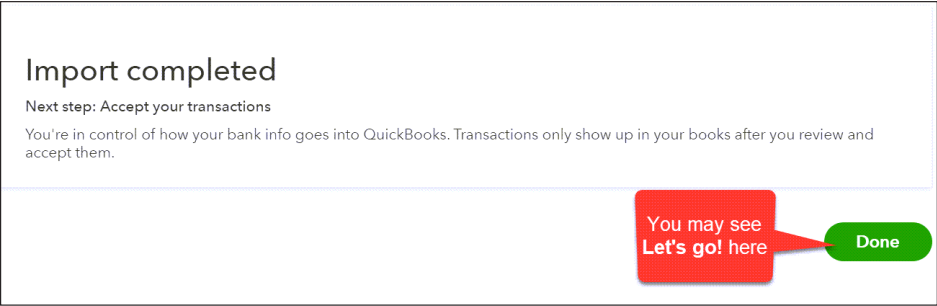 Import completed
Next step: Accept your transactions
You're in control of how your bank info goes into QuickBooks. Transactions only show up in your books after you review and
accept them.
You may see
Let's go! here
Done